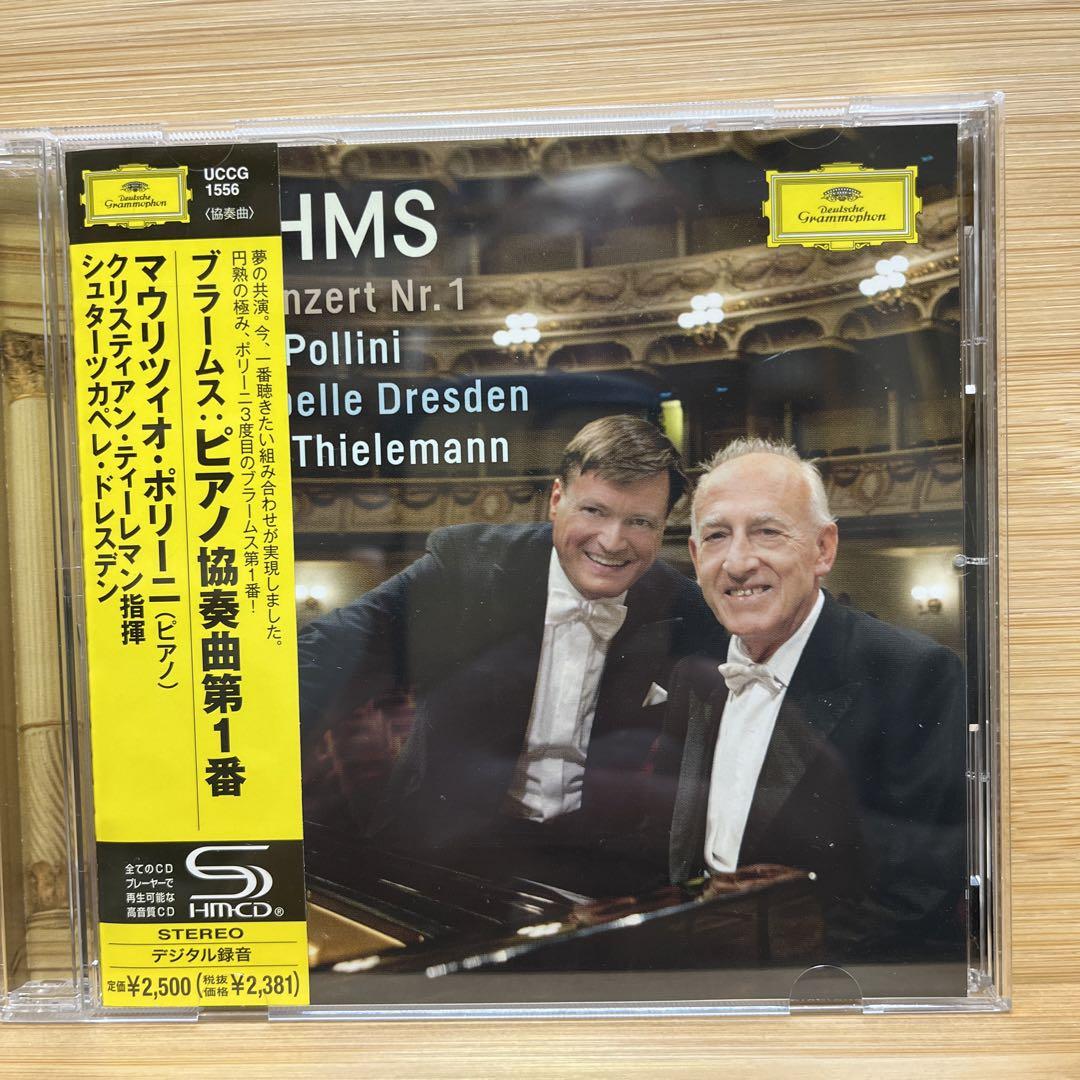 Deutsche
Grammophon
UCCG
1556
〈協奏曲〉
夢の共演。今、一番聴きたい組み合わせが実現しました。
円熟の極み、ポリーニ3度目のブラームス第1番!
ブラームス:ピアノ協奏曲第1番
マウリツィオ・ポリーニ(ピアノ)
クリスティアン・ティーレマン指揮
シュターツカペレ・ドレスデン
全てのCD
プレーヤーで
再生可能な
高音質CD
SHM-CD®
STEREO
デジタル録音
定価¥2,500(税抜価格¥2,381)
HMS
nzert Nr. 1
Pollini
pelle Dresden
Thielemann
Deutsche
Grammophon